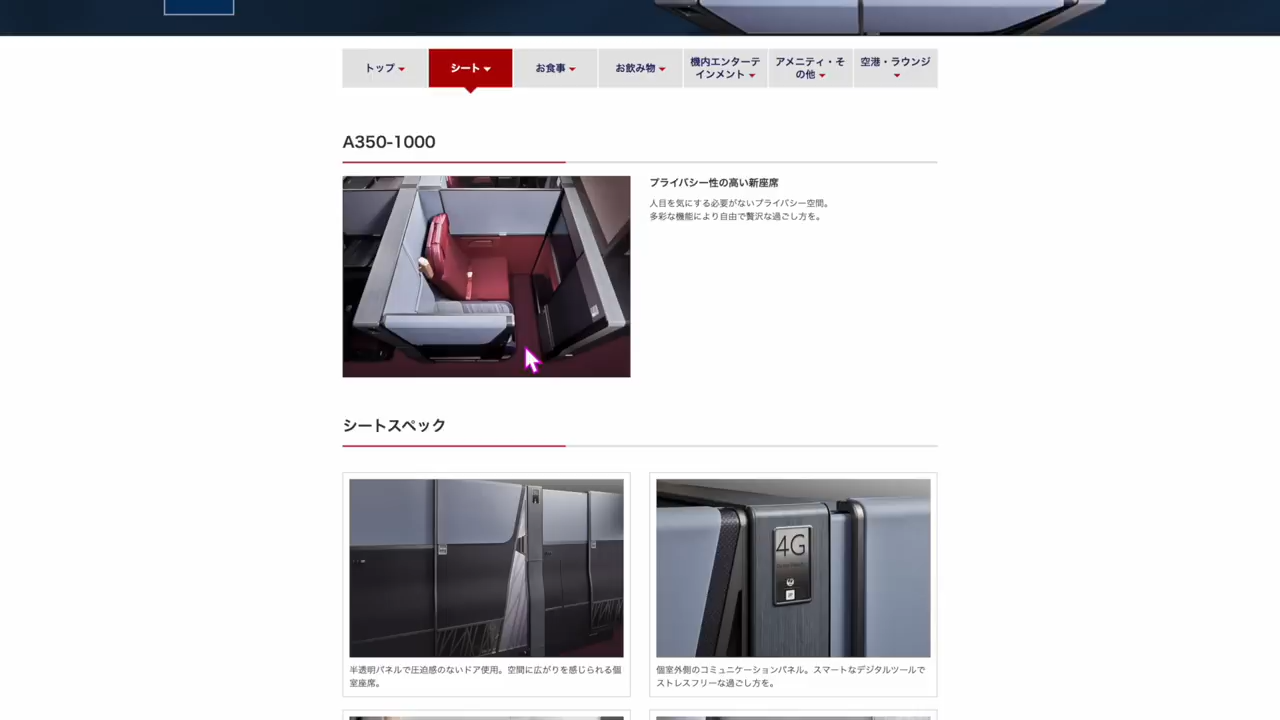 トップ
シート
お食事
お飲み物
機内エンターテ
インメント
アメニティ・そ
の他
空港・ラウンジ
A350-1000
プライバシー性の高い新座席
人目を気にする必要がないプライバシー空間。
多彩な機能により自由で贅沢な過ごし方を。
シートスペック
4G
半透明パネルで圧迫感のないドア使用。空間に広がりを感じられる個
室座席。
個室外側のコミュニケーションパネル。スマートなデジタルツールで
ストレスフリーな過ごし方を。